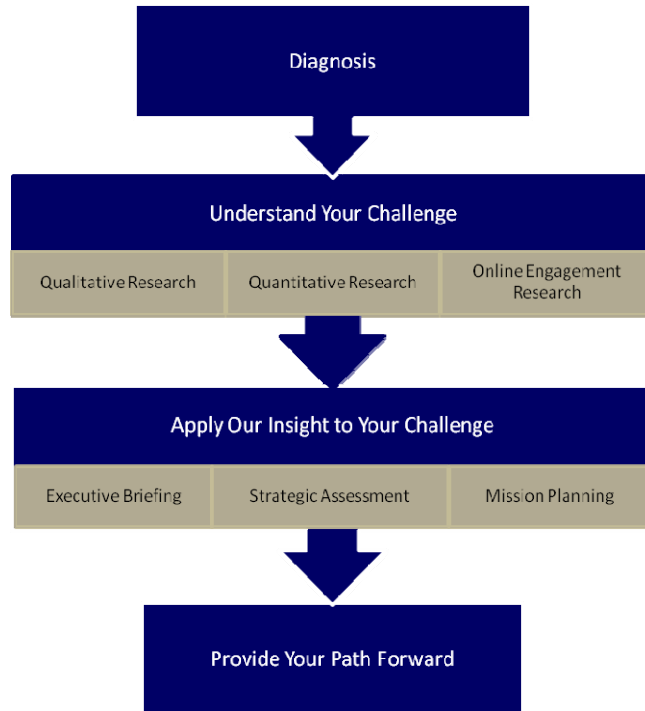 Diagnosis
Understand Your Challenge
Qualitative Research
Quantitative Research
Online Engagement
Research
Apply Our Insight to Your Challenge
Executive Briefing
Strategic Assessment
Mission Planning
Provide Your Path Forward